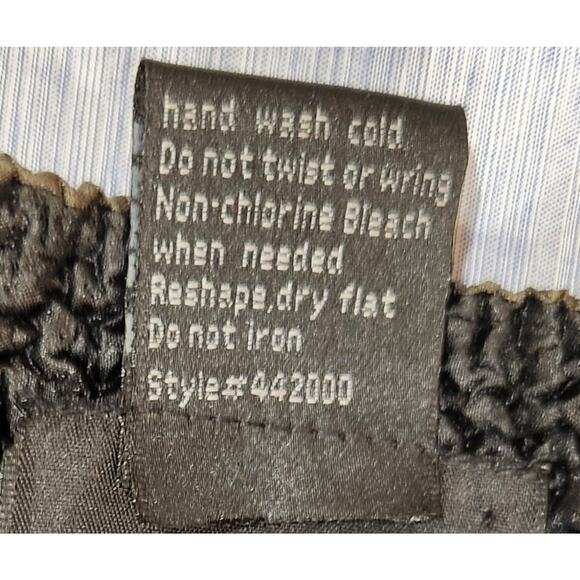 hand wash cold
Do not twist or wring
Non-chlorine Bleach
when needed
Reshape,dry flat
Do not iron
Style#442000